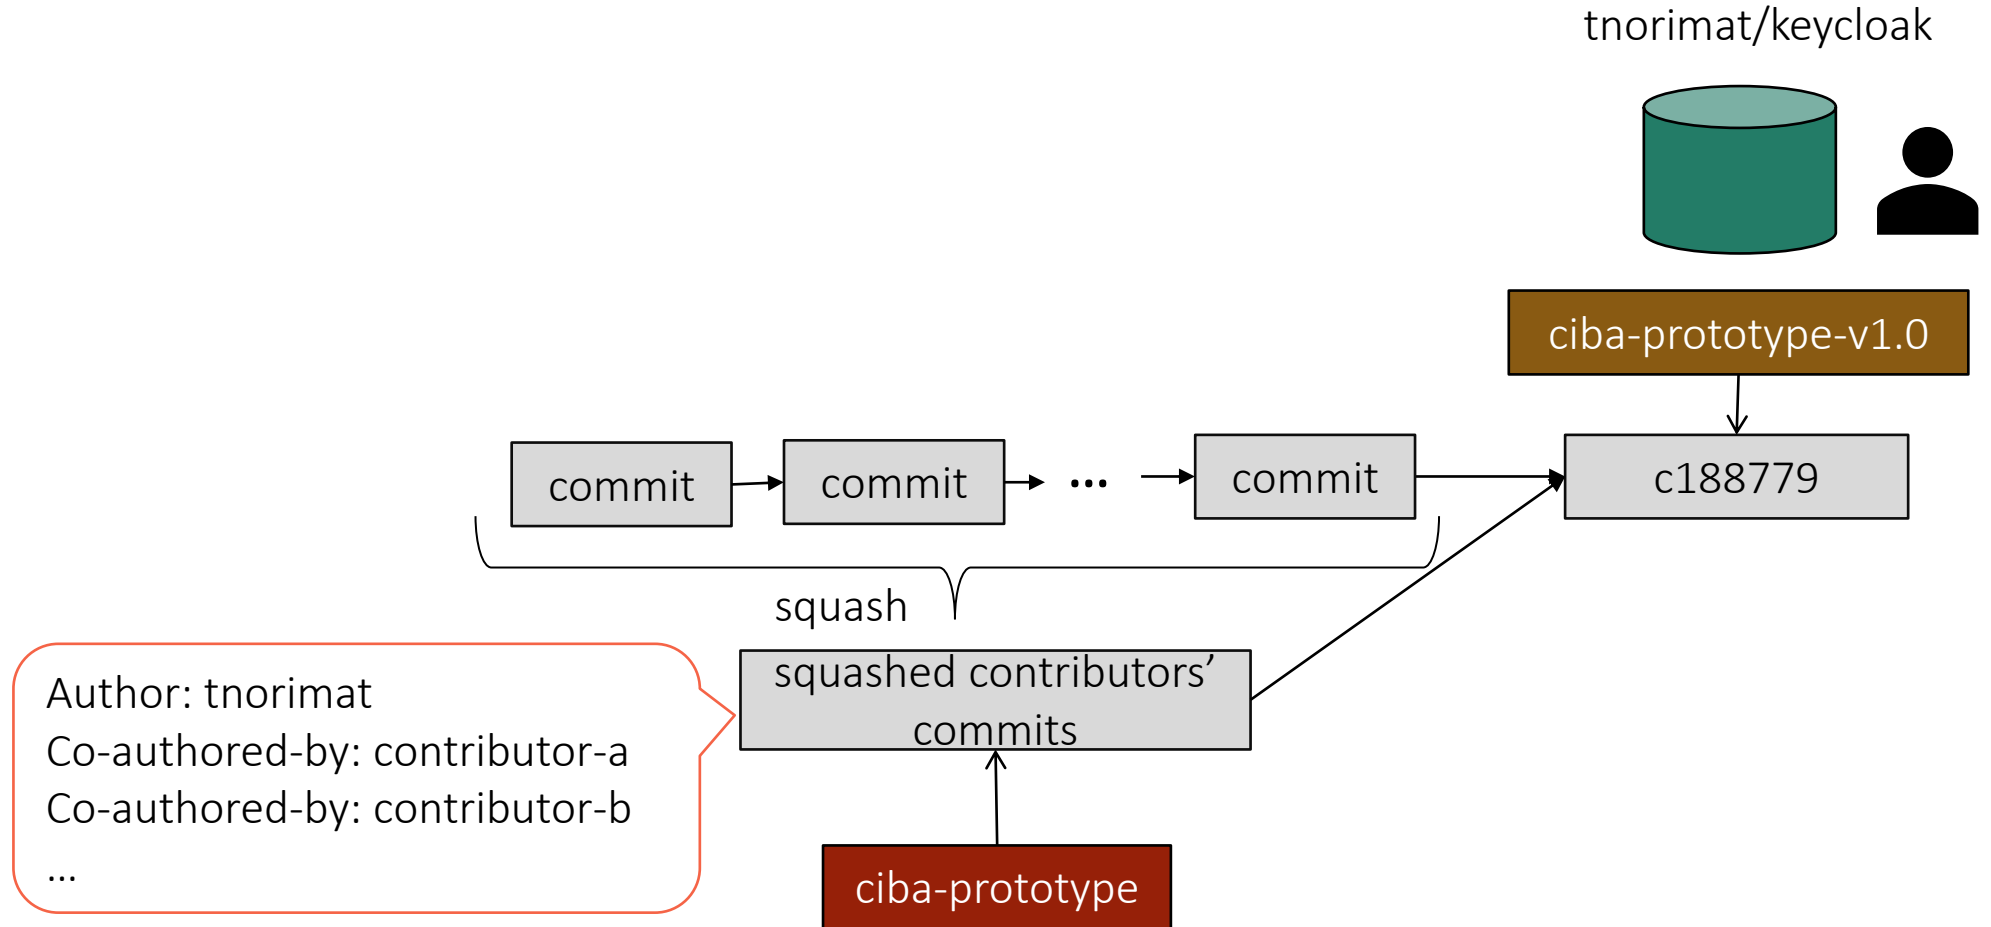 tnorimat/keycloak
ciba-prototype-v1.0
commit
commit
...
commit
c188779
squash
squashed contributors’
commits
Author: tnorimat
Co-authored-by: contributor-a
Co-authored-by: contributor-b
...
ciba-prototype